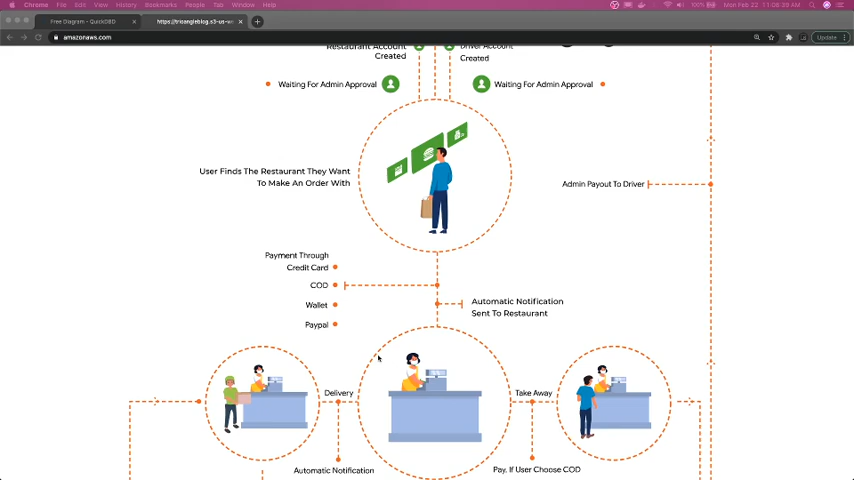 Chrome File Edit View History Bookmarks People Tab Window Help
100% Mon Feb 22 11:08:28 AM
Free Diagram - QuickDBD
https://tricangleblog.s3-us-we
amazonaws.com
Update
Restaurant Account
Created
Driver Account
Created
Waiting For Admin Approval
Waiting For Admin Approval
User Finds The Restaurant They Want
To Make An Order With
Admin Payout To Driver
Payment Through
Credit Card
COD
Wallet
Paypal
Automatic Notification
Sent To Restaurant
Delivery
Take Away
Automatic Notification
Pay, If User Choose COD